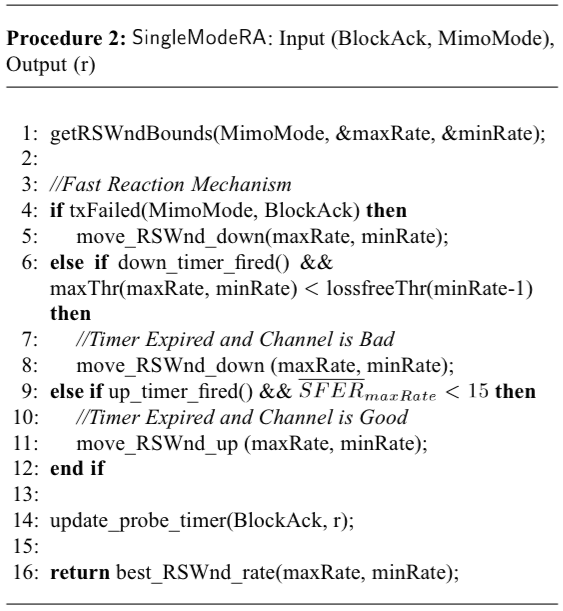 Procedure 2: SingleModeRA: Input (BlockAck, MimoMode),
Output (r)
1: getRSWndBounds(MimoMode, &maxRate, &minRate);
2:
3: //Fast Reaction Mechanism
4: if txFailed(MimoMode, BlockAck) then
5: move_RSWnd_down(maxRate, minRate);
6: else if down_timer_fired() &&
maxThr(maxRate, minRate) < lossfreeThr(minRate-1)
then
7: //Timer Expired and Channel is Bad
8: move_RSWnd_down (maxRate, minRate);
9: else if up_timer_fired() && $\overline{SFER}_{maxRate}$ < 15 then
10: //Timer Expired and Channel is Good
11: move_RSWnd_up (maxRate, minRate);
12: end if
13:
14: update_probe_timer(BlockAck, r);
15:
16: return best_RSWnd_rate(maxRate, minRate);